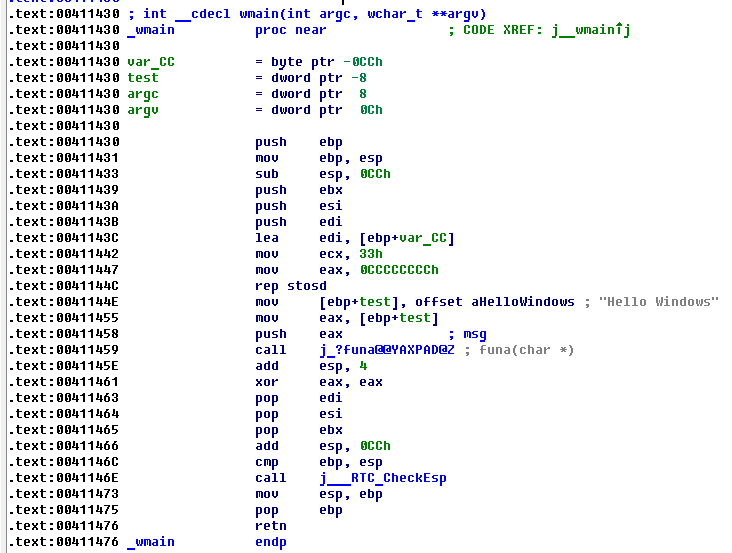 .text:00411430 ; int __cdecl wmain(int argc, wchar_t **argv)
.text:00411430 _wmain          proc near               ; CODE XREF: j__wmain↑j
.text:00411430
.text:00411430 var_CC          = byte ptr -0CCh
.text:00411430 test            = dword ptr -8
.text:00411430 argc            = dword ptr  8
.text:00411430 argv            = dword ptr  0Ch
.text:00411430
.text:00411430                 push    ebp
.text:00411431                 mov     ebp, esp
.text:00411433                 sub     esp, 0CCh
.text:00411439                 push    ebx
.text:0041143A                 push    esi
.text:0041143B                 push    edi
.text:0041143C                 lea     edi, [ebp+var_CC]
.text:00411442                 mov     ecx, 33h
.text:00411447                 mov     eax, 0CCCCCCCCh
.text:0041144C                 rep stosd
.text:0041144E                 mov     [ebp+test], offset aHelloWindows ; "Hello Windows"
.text:00411455                 mov     eax, [ebp+test]
.text:00411458                 push    eax             ; msg
.text:00411459                 call    j_?funa@@YAXPAD@Z ; funa(char *)
.text:0041145E                 add     esp, 4
.text:00411461                 xor     eax, eax
.text:00411463                 pop     edi
.text:00411464                 pop     esi
.text:00411465                 pop     ebx
.text:00411466                 add     esp, 0CCh
.text:0041146C                 cmp     ebp, esp
.text:0041146E                 call    j___RTC_CheckEsp
.text:00411473                 mov     esp, ebp
.text:00411475                 pop     ebp
.text:00411476                 retn
.text:00411476 _wmain          endp